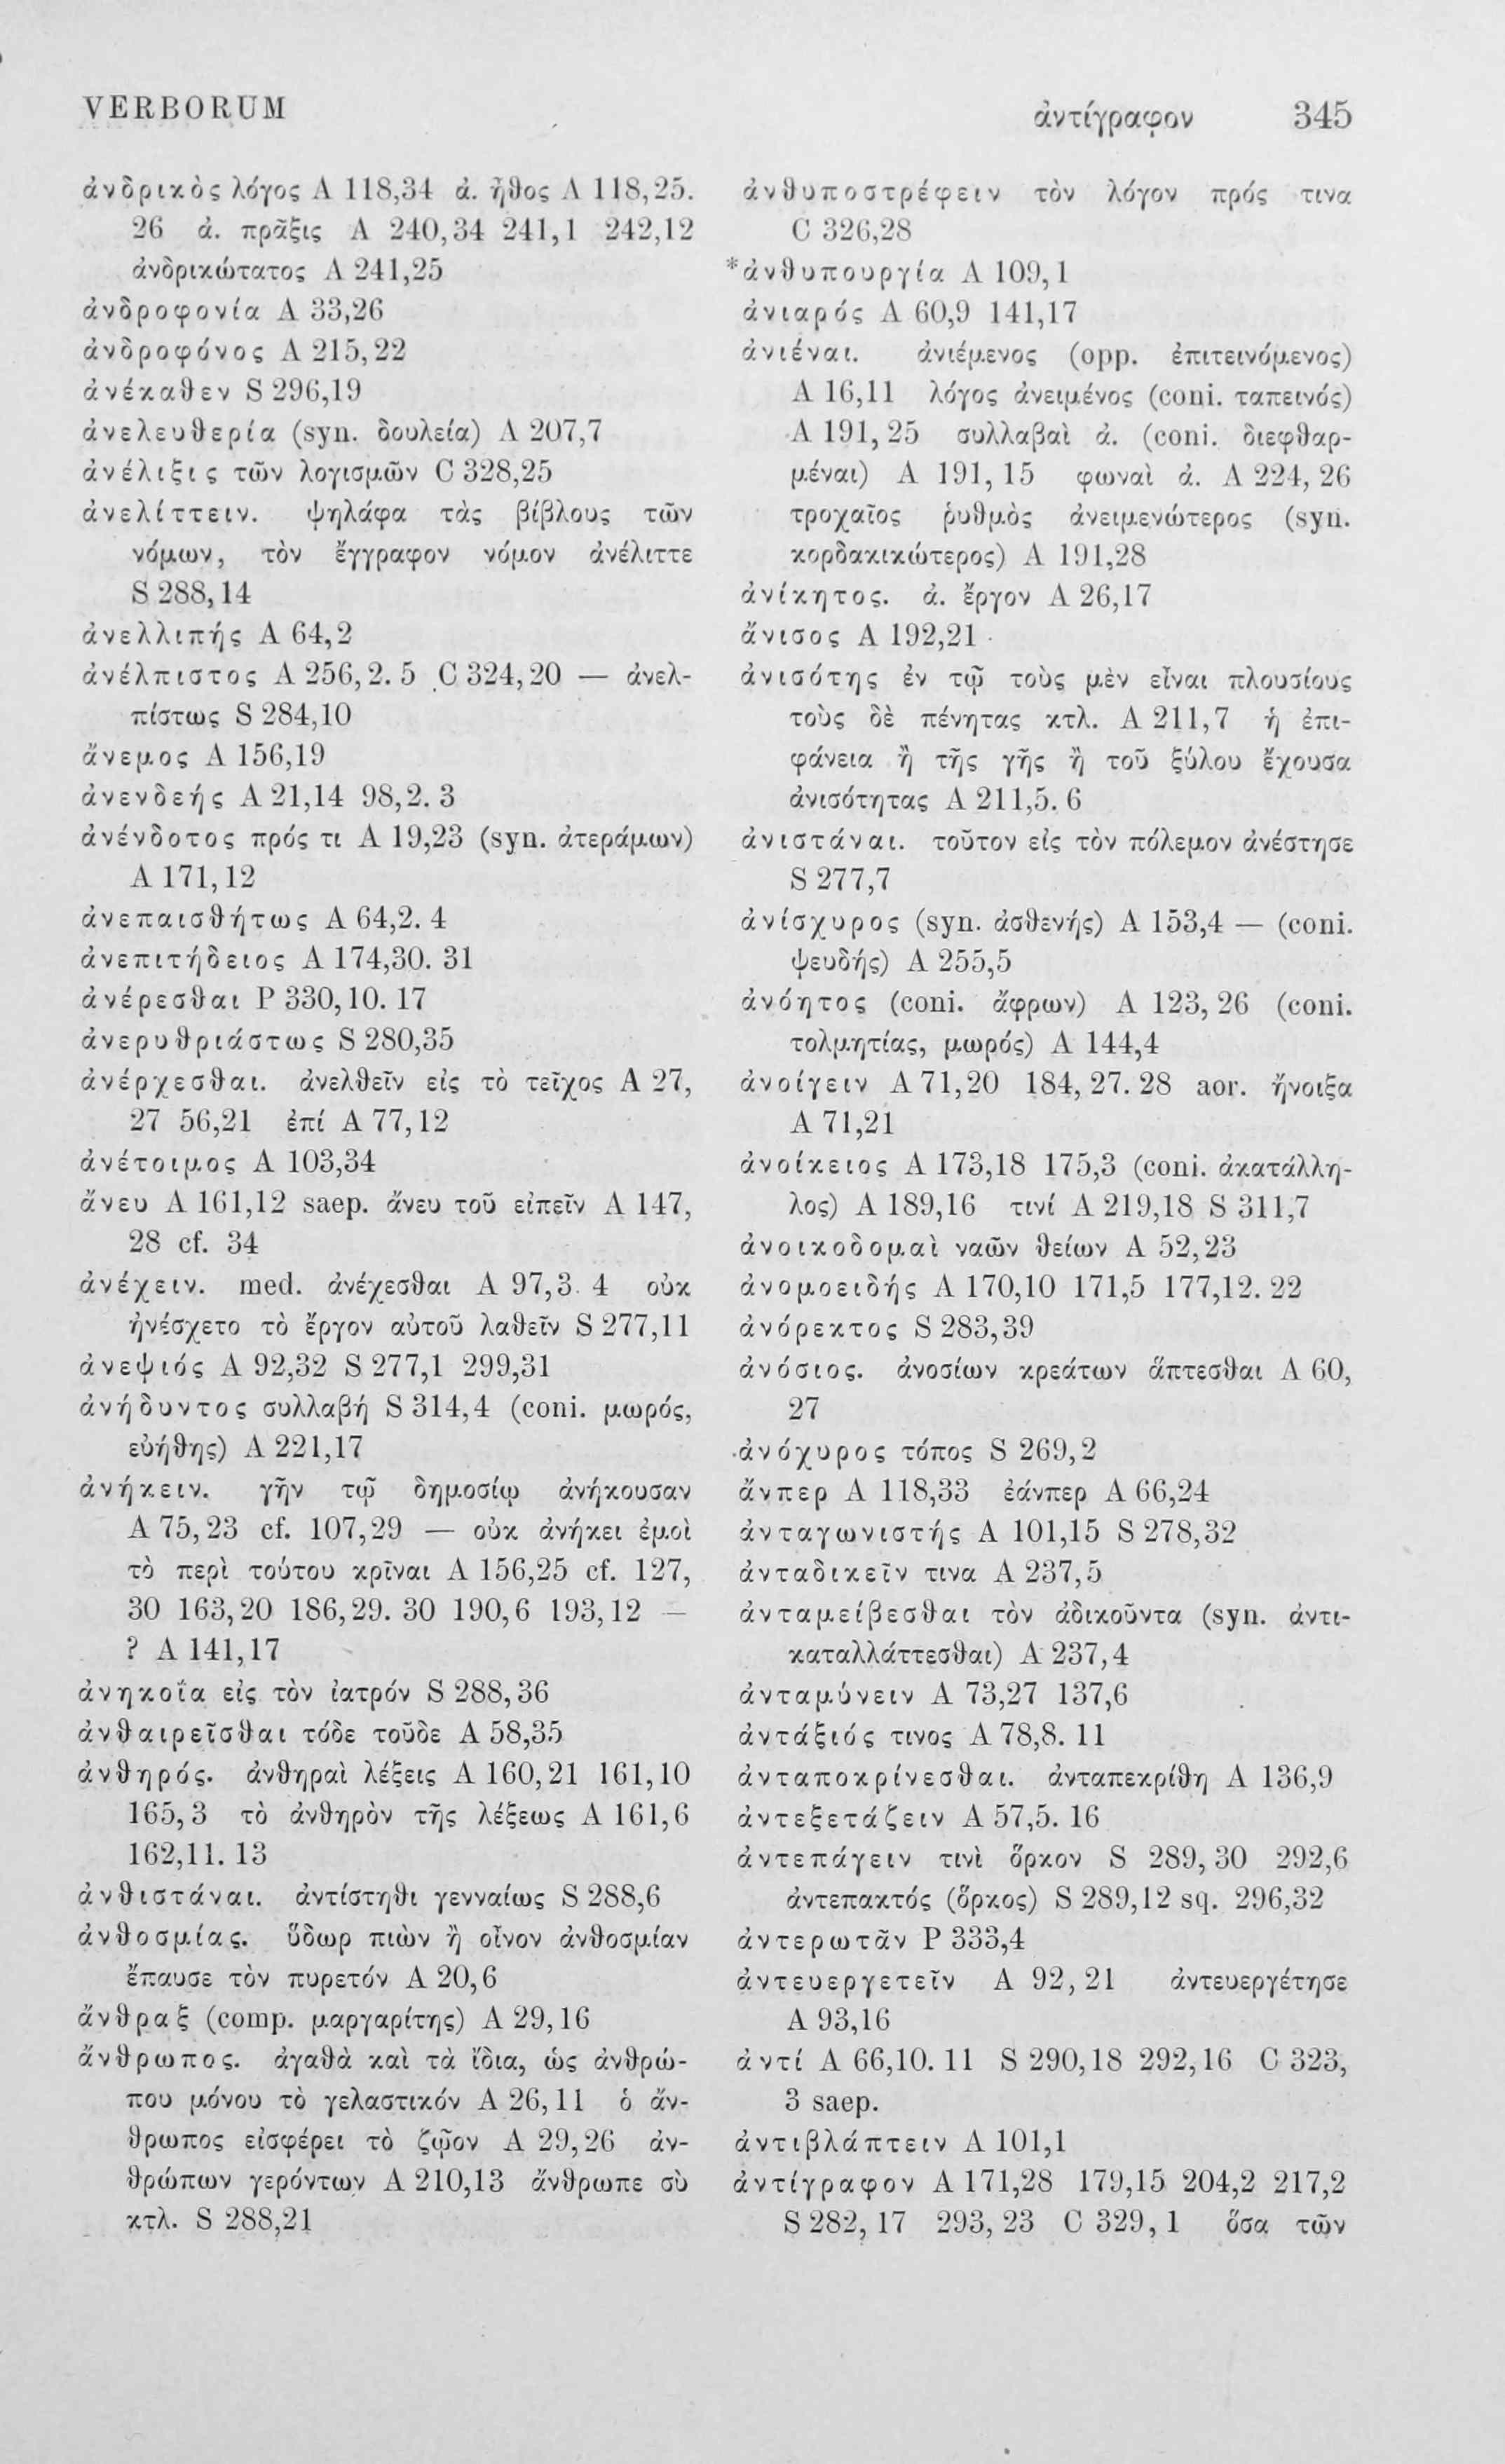 VERBORUM
ἀντίγραφον 345
ἀνδρικὸς λόγος A 118,34 ἀ. ἦθος A 118,25.
26 ἀ. πρᾶξις A 240,34 241,1 242,12
ἀνδρικώτατος A 241,25
ἀνδροφονία A 33,26
ἀνδροφόνος A 215,22
ἀνέκαθεν S 296,19
ἀνελευθερία (syn. δουλεία) A 207,7
ἀνέλιξις τῶν λογισμῶν C 328,25
ἀνελίττειν. ψηλάφα τὰς βίβλους τῶν
νόμων, τὸν ἔγγραφον νόμον ἀνέλιττε
S 288,14
ἀνελλιπής A 64,2
ἀνέλπιστος A 256,2. 5 C 324,20 — ἀνελ-
πίστως S 284,10
ἄνεμος A 156,19
ἀνενδεής A 21,14 98,2. 3
ἀνένδοτος πρός τι A 19,23 (syn. ἀτεράμων)
A 171,12
ἀνεπαισθήτως A 64,2. 4
ἀνεπιτήδειος A 174,30. 31
ἀνέρεσθαι P 330,10. 17
ἀνερυθριάστως S 280,35
ἀνέρχεσθαι. ἀνελθεῖν εἰς τὸ τεῖχος A 27,
27 56,21 ἐπί A 77,12
ἀνέτοιμος A 103,34
ἄνευ A 161,12 saep. ἄνευ τοῦ εἰπεῖν A 147,
28 cf. 34
ἀνέχειν. med. ἀνέχεσθαι A 97,3. 4 οὐκ
ἠνέσχετο τὸ ἔργον αὐτοῦ λαθεῖν S 277,11
ἀνεψιός A 92,32 S 277,1 299,31
ἀνήδυντος συλλαβή S 314,4 (coni. μωρός,
εὐήθης) A 221,17
ἀνήκειν. γῆν τῷ δημοσίῳ ἀνήκουσαν
A 75,23 cf. 107,29 — οὐκ ἀνήκει ἐμοὶ
τὸ περὶ τούτου κρῖναι A 156,25 cf. 127,
30 163,20 186,29. 30 190,6 193,12 —
? A 141,17
ἀνηκοΐα εἰς τὸν ἰατρόν S 288,36
ἀνθαιρεῖσθαι τόδε τοῦδε A 58,35
ἀνθηρός. ἀνθηραὶ λέξεις A 160,21 161,10
165,3 τὸ ἀνθηρὸν τῆς λέξεως A 161,6
162,11. 13
ἀνθιστάναι. ἀντίστηθι γενναίως S 288,6
ἀνθοσμίας. ὕδωρ πιὼν ἢ οἶνον ἀνθοσμίαν
ἔπαυσε τὸν πυρετόν A 20,6
ἄνθραξ (comp. μαργαρίτης) A 29,16
ἄνθρωπος. ἀγαθὰ καὶ τὰ ἴδια, ὡς ἀνθρώ-
που μόνου τὸ γελαστικόν A 26,11 ὁ ἄν-
θρωπος εἰσφέρει τὸ ζῷον A 29,26 ἀν-
θρώπων γερόντων A 210,13 ἄνθρωπε σὺ
κτλ. S 288,21
ἀνθυποστρέφειν τὸν λόγον πρός τινα
C 326,28
*ἀνθυπουργία A 109,1
ἀνιαρός A 60,9 141,17
ἀνιέναι. ἀνιέμενος (opp. ἐπιτεινόμενος)
A 16,11 λόγος ἀνειμένος (coni. ταπεινός)
A 191,25 συλλαβαὶ ἀ. (coni. διεφθαρ-
μέναι) A 191,15 φωναὶ ἀ. A 224,26
τροχαῖος ῥυθμὸς ἀνειμενώτερος (syn.
κορδακικώτερος) A 191,28
ἀνίκητος. ἀ. ἔργον A 26,17
ἄνισος A 192,21
ἀνισότης ἐν τῷ τοὺς μὲν εἶναι πλουσίους
τοὺς δὲ πένητας κτλ. A 211,7 ἡ ἐπι-
φάνεια ἢ τῆς γῆς ἢ τοῦ ξύλου ἔχουσα
ἀνισότητας A 211,5. 6
ἀνιστάναι. τοῦτον εἰς τὸν πόλεμον ἀνέστησε
S 277,7
ἀνίσχυρος (syn. ἀσθενής) A 153,4 — (coni.
ψευδής) A 255,5
ἀνόητος (coni. ἄφρων) A 123,26 (coni.
τολμητίας, μωρός) A 144,4
ἀνοίγειν A 71,20 184,27. 28 aor. ἤνοιξα
A 71,21
ἀνοίκειος A 173,18 175,3 (coni. ἀκατάλλη-
λος) A 189,16 τινί A 219,18 S 311,7
ἀνοικοδομαὶ ναῶν θείων A 52,23
ἀνομοειδής A 170,10 171,5 177,12. 22
ἀνόρεκτος S 283,39
ἀνόσιος. ἀνοσίων κρεάτων ἅπτεσθαι A 60,
27
ἀνόχυρος τόπος S 269,2
ἄνπερ A 118,33 ἐάνπερ A 66,24
ἀνταγωνιστής A 101,15 S 278,32
ἀνταδικεῖν τινα A 237,5
ἀνταμείβεσθαι τὸν ἀδικοῦντα (syn. ἀντι-
καταλλάττεσθαι) A 237,4
ἀνταμύνειν A 73,27 137,6
ἀντάξιός τινος A 78,8. 11
ἀνταποκρίνεσθαι. ἀνταπεκρίθη A 136,9
ἀντεξετάζειν A 57,5. 16
ἀντεπάγειν τινὶ ὅρκον S 289,30 292,6
ἀντεπακτός (ὅρκος) S 289,12 sq. 296,32
ἀντερωτᾶν P 333,4
ἀντευεργετεῖν A 92,21 ἀντευεργέτησε
A 93,16
ἀντί A 66,10. 11 S 290,18 292,16 C 323,
3 saep.
ἀντιβλάπτειν A 101,1
ἀντίγραφον A 171,28 179,15 204,2 217,2
S 282,17 293,23 C 329,1 ὅσα τῶν